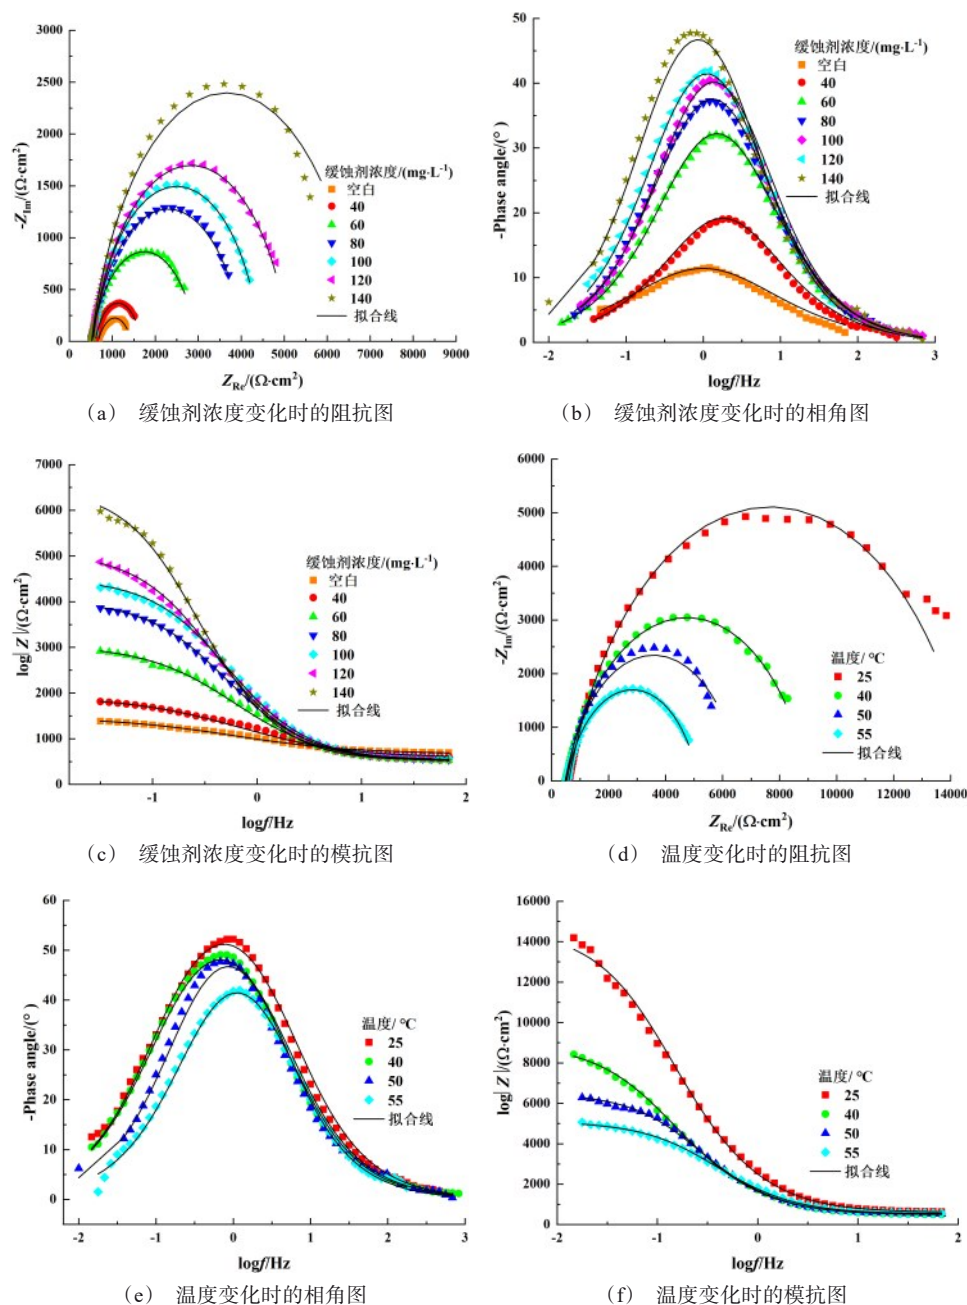 3000
2500
2000
1500
1000
500
0
0 1000 2000 3000 4000 5000 6000 7000 8000 9000
-Z_Im/(Ω·cm²)
Z_Re/(Ω·cm²)
缓蚀剂浓度/(mg·L⁻¹)
空白
40
60
80
100
120
140
拟合线
(a) 缓蚀剂浓度变化时的阻抗图
50
40
30
20
10
0
-2 -1 0 1 2 3
-Phase angle/(°)
logf/Hz
缓蚀剂浓度/(mg·L⁻¹)
空白
40
60
80
100
120
140
拟合线
(b) 缓蚀剂浓度变化时的相角图
7000
6000
5000
4000
3000
2000
1000
0
-1 0 1 2
log|Z|/(Ω·cm²)
logf/Hz
缓蚀剂浓度/(mg·L⁻¹)
空白
40
60
80
100
120
140
拟合线
(c) 缓蚀剂浓度变化时的模抗图
6000
5000
4000
3000
2000
1000
0
0 2000 4000 6000 8000 10000 12000 14000
-Z_Im/(Ω·cm²)
Z_Re/(Ω·cm²)
温度/ °C
25
40
50
55
拟合线
(d) 温度变化时的阻抗图
60
50
40
30
20
10
0
-2 -1 0 1 2 3
-Phase angle/(°)
logf/Hz
温度/ °C
25
40
50
55
拟合线
(e) 温度变化时的相角图
16000
14000
12000
10000
8000
6000
4000
2000
0
-2 -1 0 1 2
log|Z|/(Ω·cm²)
logf/Hz
温度/ °C
25
40
50
55
拟合线
(f) 温度变化时的模抗图